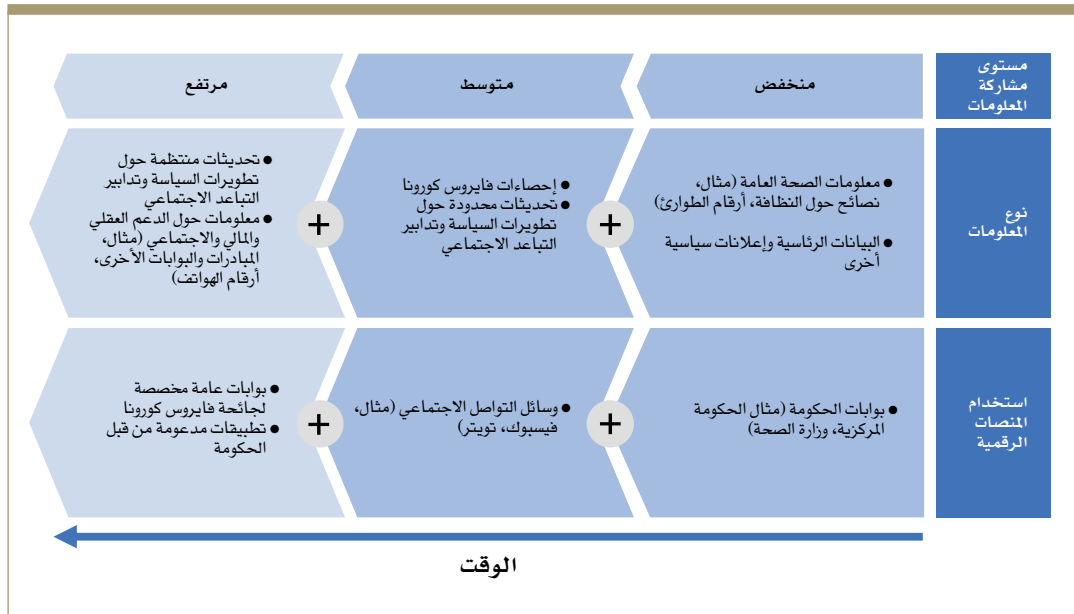 مستوى
مشاركة
المعلومات
منخفض
متوسط
مرتفع
نوع
المعلومات
● معلومات الصحة العامة (مثال،
نصائح حول النظافة، أرقام الطوارئ)
● البيانات الرئاسية وإعلانات سياسية
أخرى
+
● إحصاءات فايروس كورونا
● تحديثات محدودة حول
تطويرات السياسة وتدابير
التباعد الاجتماعي
+
● تحديثات منتظمة حول
تطويرات السياسة وتدابير
التباعد الاجتماعي
● معلومات حول الدعم العقلي
والمالي والاجتماعي (مثال،
المبادرات والبوابات الأخرى،
أرقام الهواتف)
استخدام
المنصات
الرقمية
● بوابات الحكومة (مثال الحكومة
المركزية، وزارة الصحة)
+
● وسائل التواصل الاجتماعي (مثال،
فيسبوك، تويتر)
+
● بوابات عامة مخصصة
لجائحة فايروس كورونا
● تطبيقات مدعومة من قبل
الحكومة
الوقت